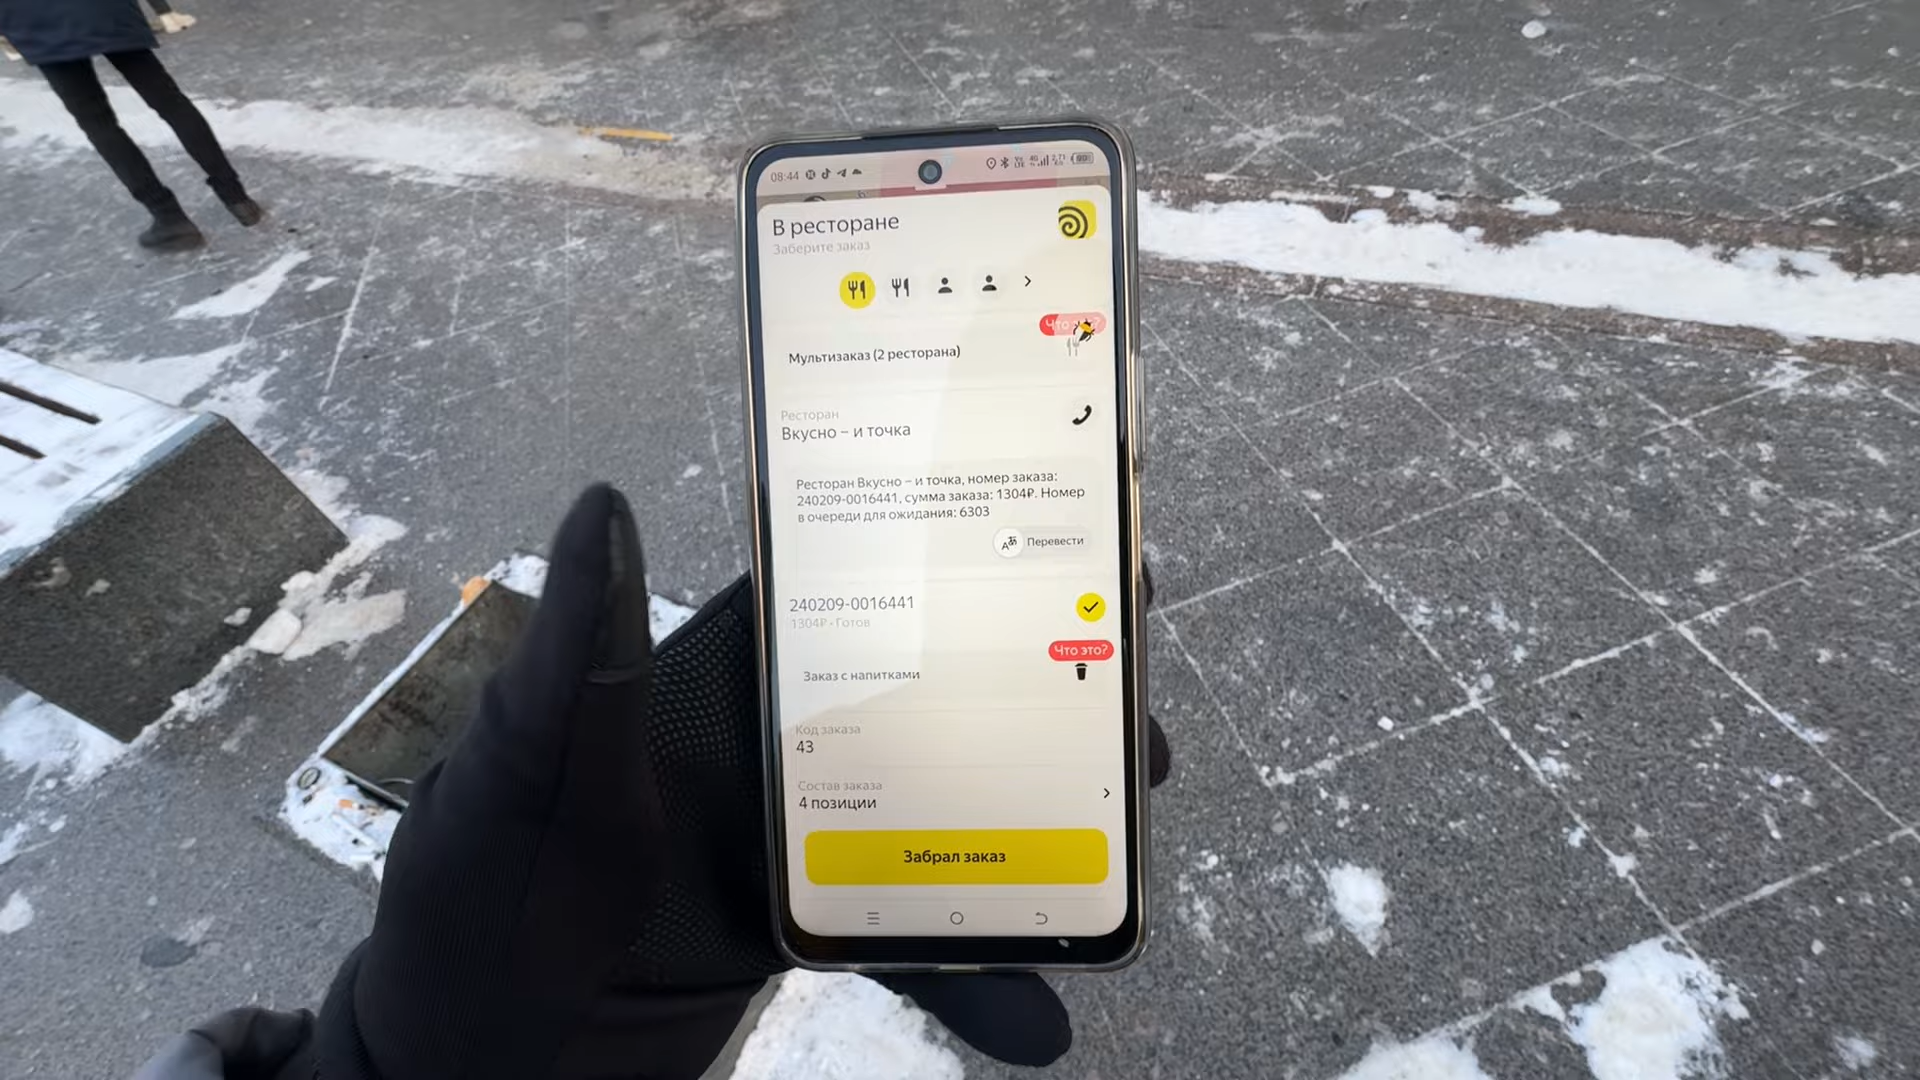 08:44
В ресторане
Заберите заказ
Что это?
Мультизаказ (2 ресторана)
Ресторан
Вкусно – и точка
Ресторан Вкусно – и точка, номер заказа:
240209-0016441, сумма заказа: 1304₽. Номер
в очереди для ожидания: 6303
Перевести
240209-0016441
1304₽ • Готов
Что это?
Заказ с напитками
Код заказа
43
Состав заказа
4 позиции
Забрал заказ